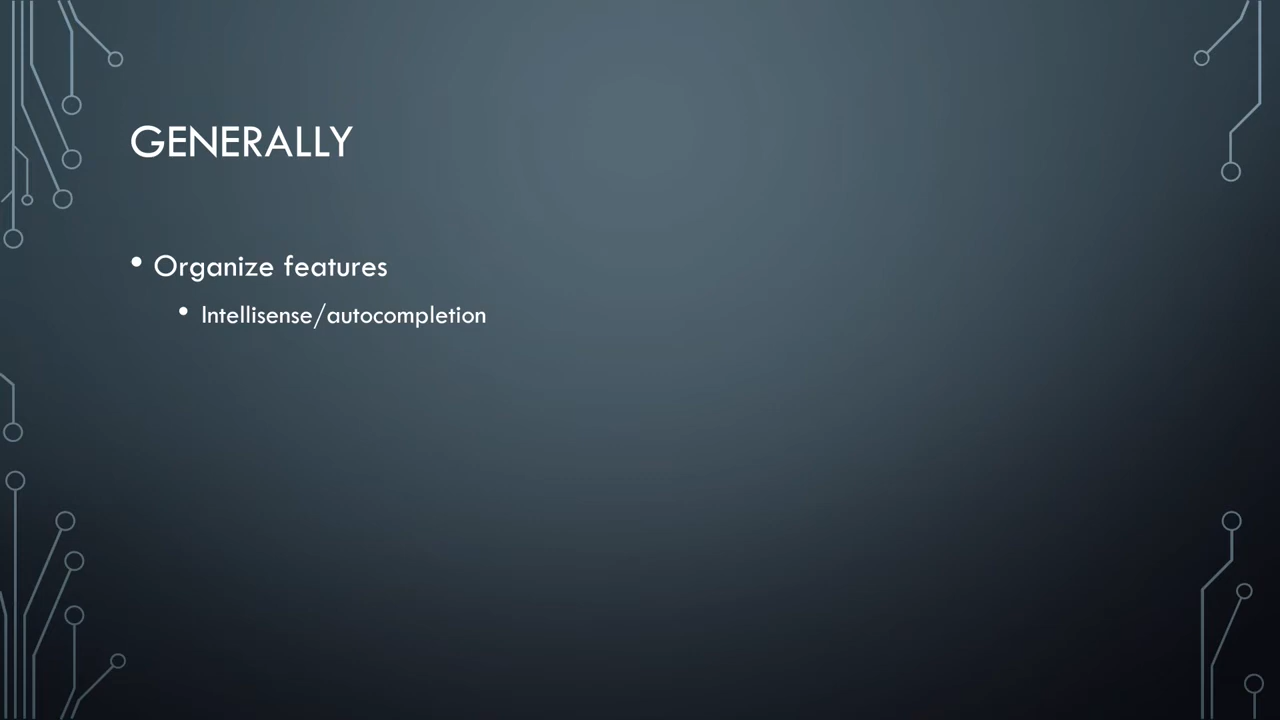 GENERALLY
• Organize features
• Intellisense/autocompletion